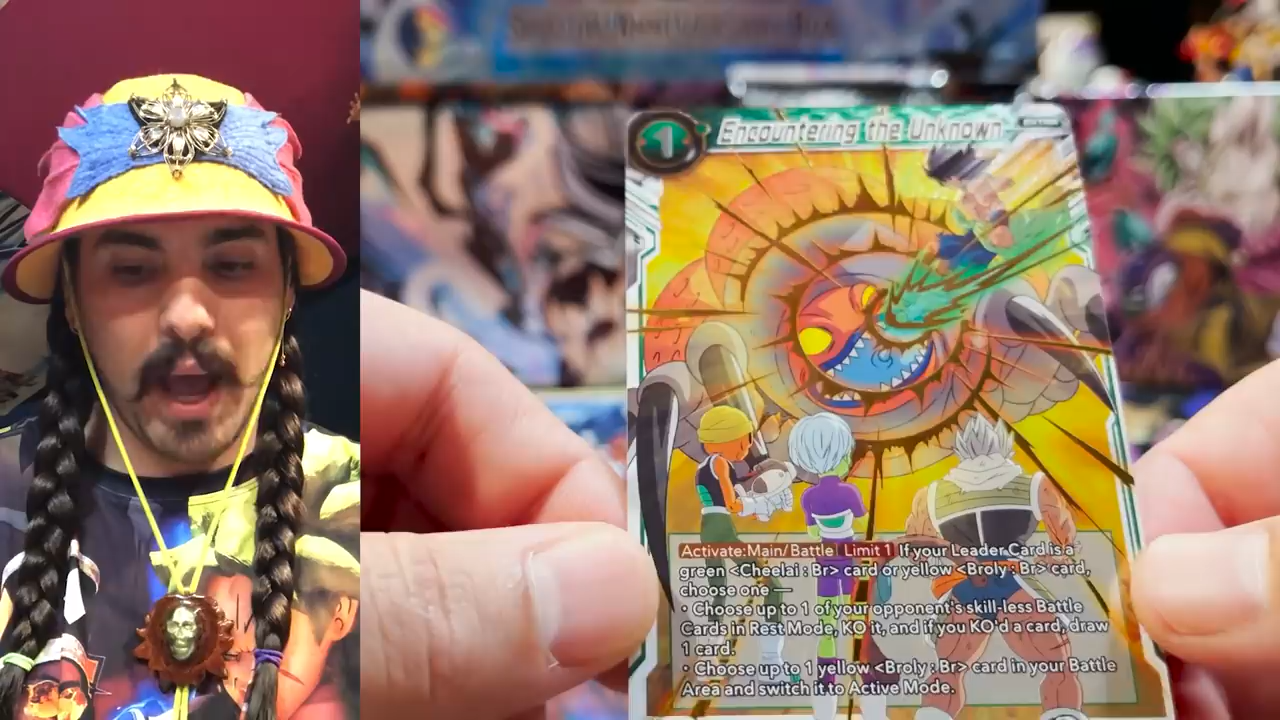 1
Encountering the Unknown
Activate:Main/Battle Limit 1 If your Leader Card is a
green <Cheelai : Br> card or yellow <Broly : Br> card,
choose one —
・Choose up to 1 of your opponent's skill-less Battle
Cards in Rest Mode, KO it, and if you KO'd a card, draw
1 card.
・Choose up to 1 yellow <Broly : Br> card in your Battle
Area and switch it to Active Mode.